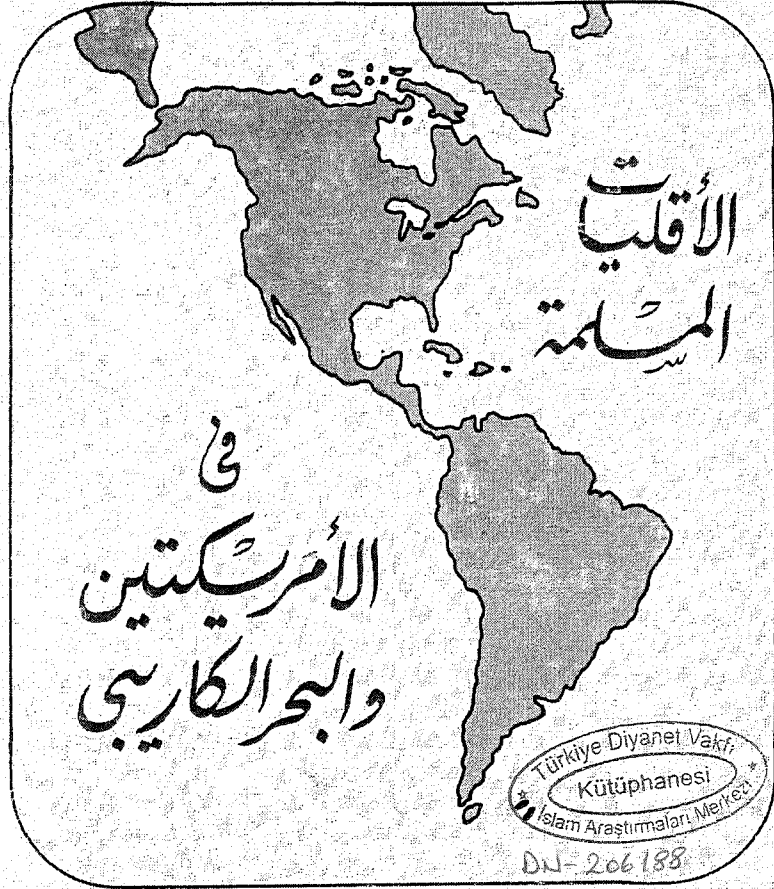 الأقليات
المسلمة
في
الأمريكتين
والبحر الكاريبي
Türkiye Diyanet Vakfı
Kütüphanesi
* İslam Araştırmaları Merkezi *
DN-206188